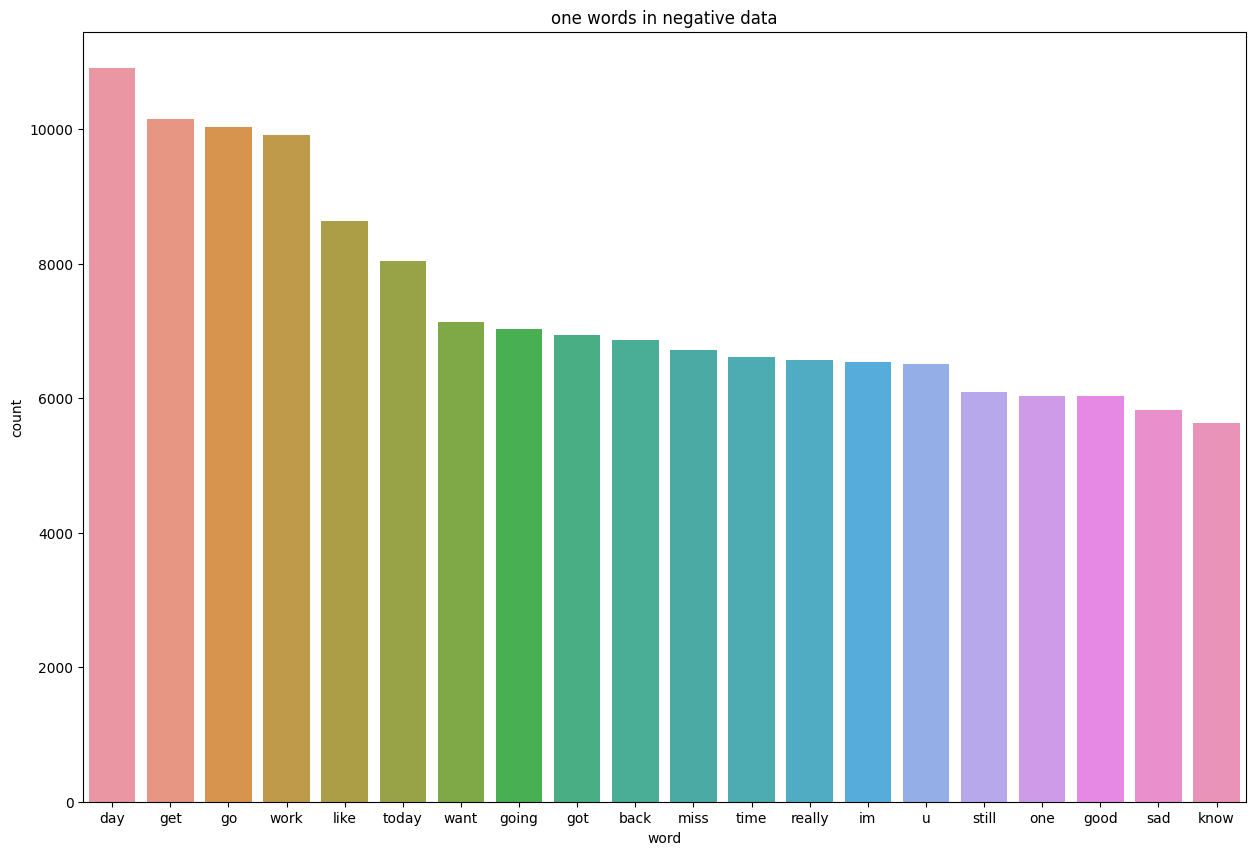 one words in negative data
count
10000
8000
6000
4000
2000
0
day get go work like today want going got back miss time really im u still one good sad know
word